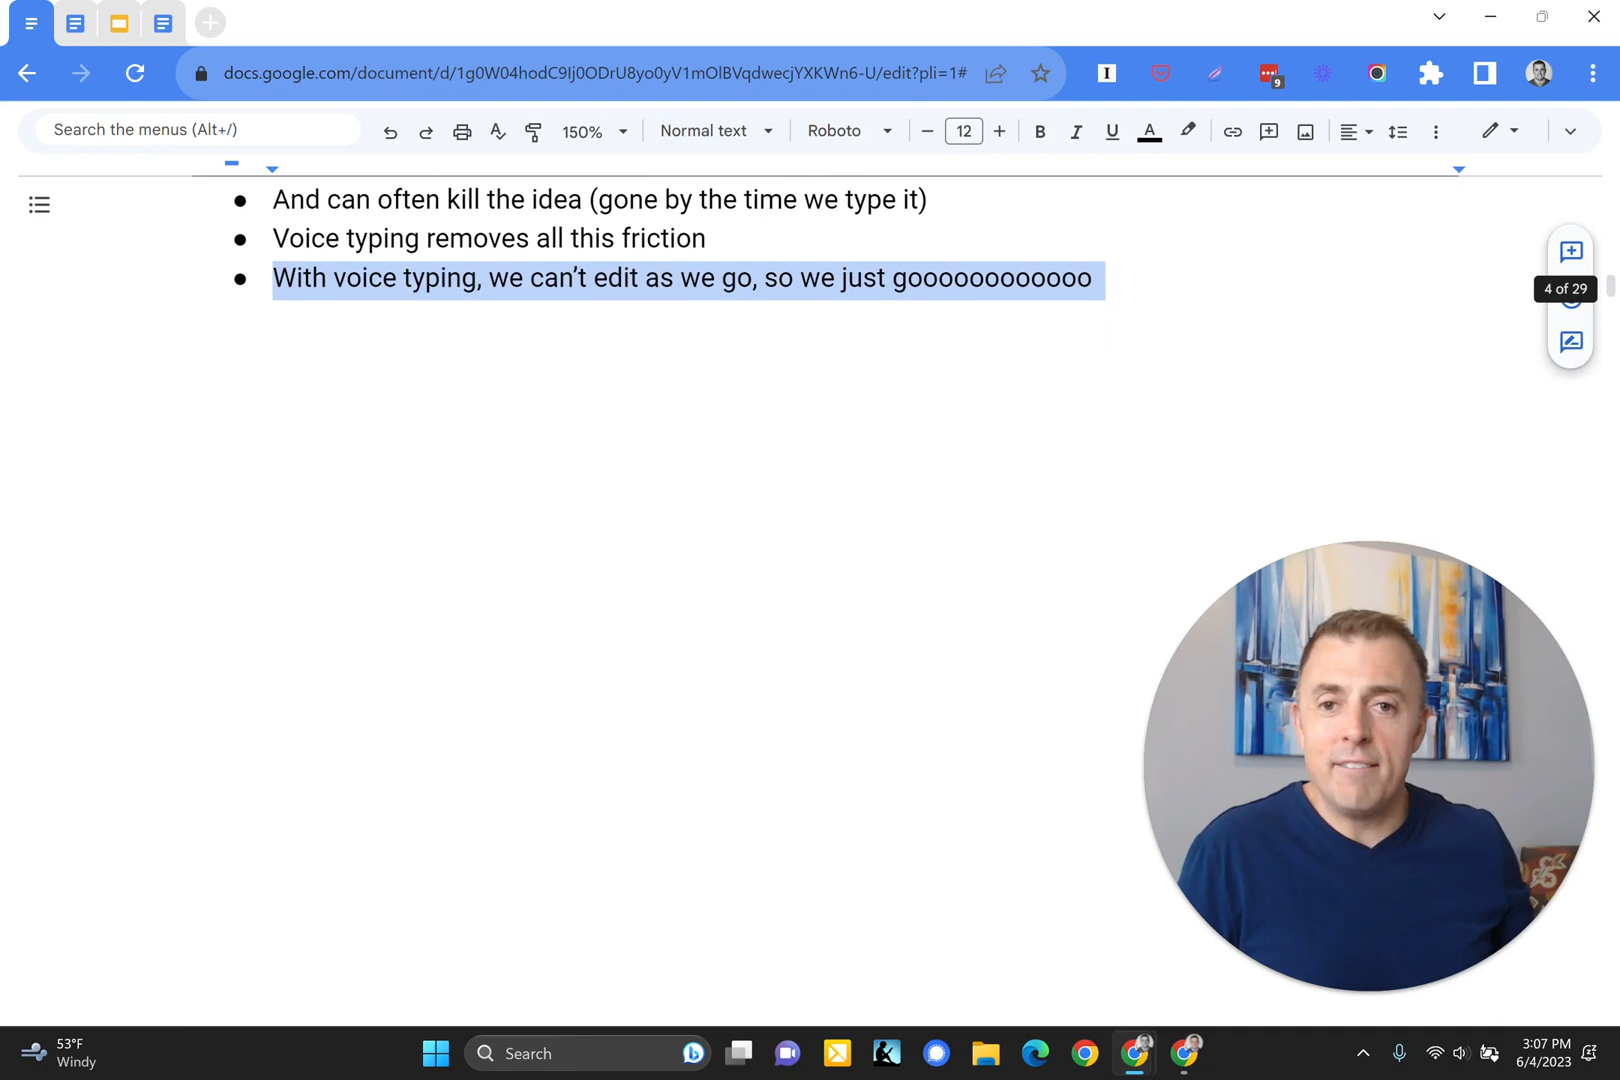 docs.google.com/document/d/1g0W04hodC9Ij0ODrU8yo0yV1mOlBVqdwecjYXKWn6-U/edit?pli=1#
9
Search the menus (Alt+/)
150%
Normal text
Roboto
12
B
I
U
A
And can often kill the idea (gone by the time we type it)
Voice typing removes all this friction
With voice typing, we can’t edit as we go, so we just goooooooooooo
4 of 29
53°F
Windy
Search
3:07 PM
6/4/2023